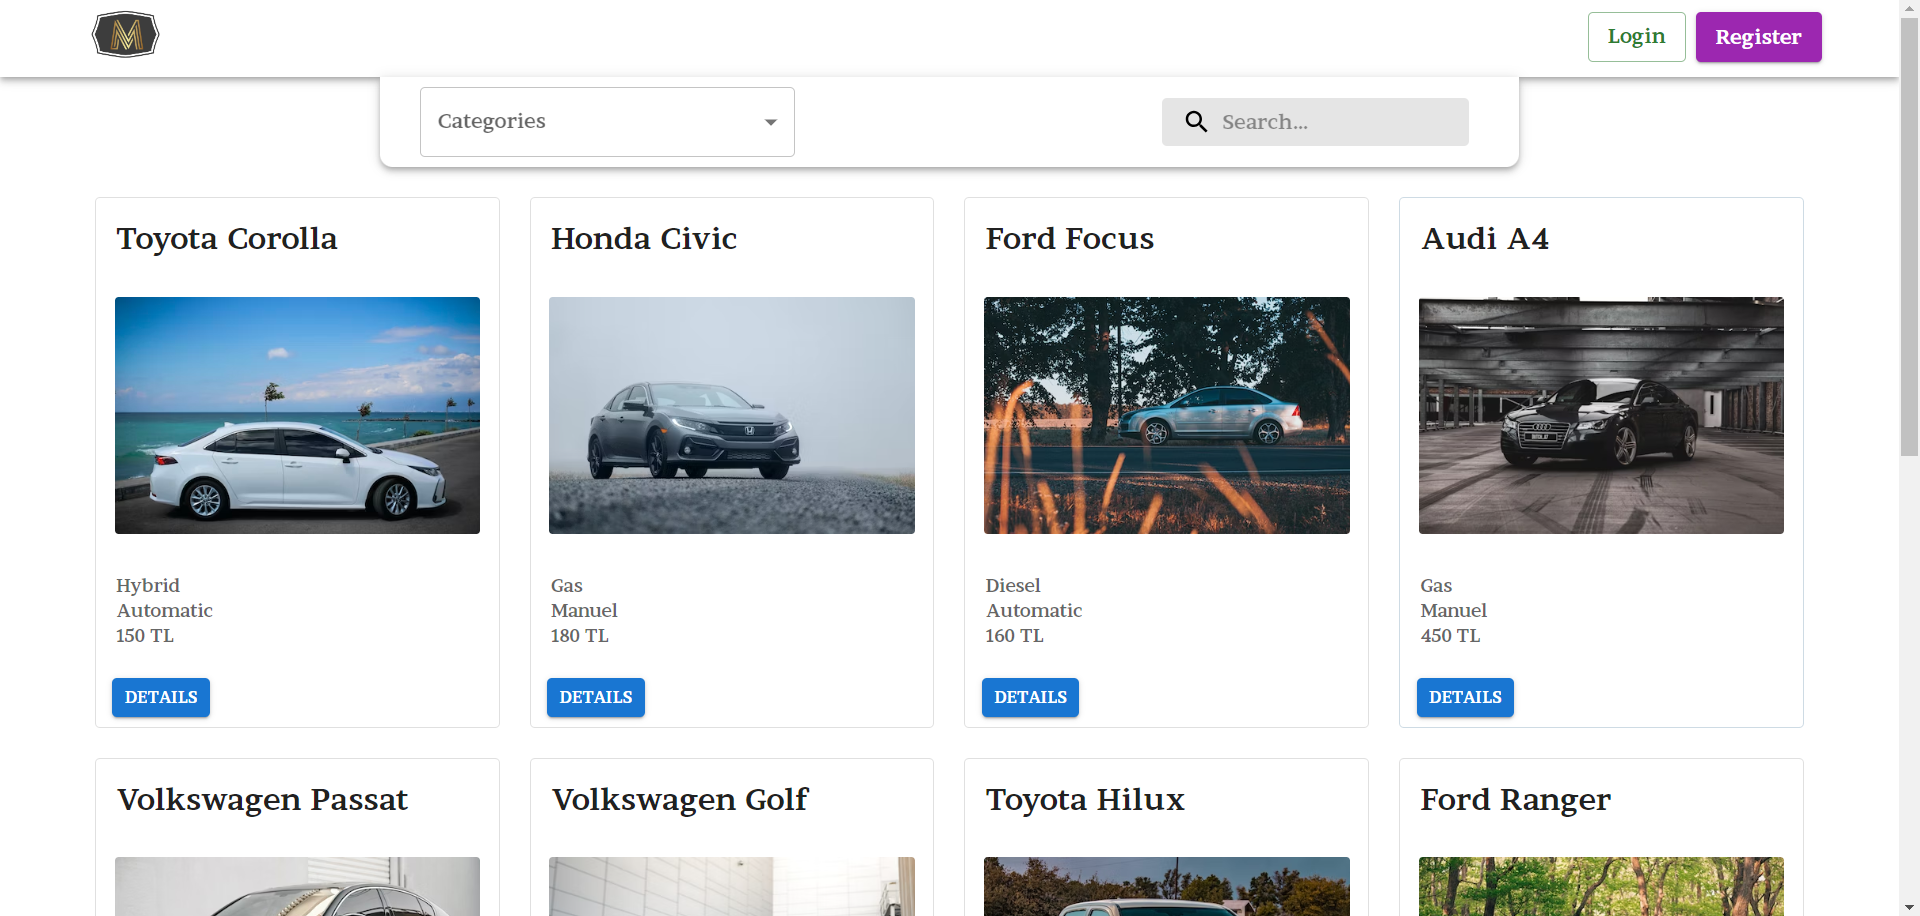 M
Login
Register
Categories
Search...
Toyota Corolla
Honda Civic
Ford Focus
Audi A4
Hybrid
Automatic
150 TL
Gas
Manuel
180 TL
Diesel
Automatic
160 TL
Gas
Manuel
450 TL
DETAILS
DETAILS
DETAILS
DETAILS
Volkswagen Passat
Volkswagen Golf
Toyota Hilux
Ford Ranger